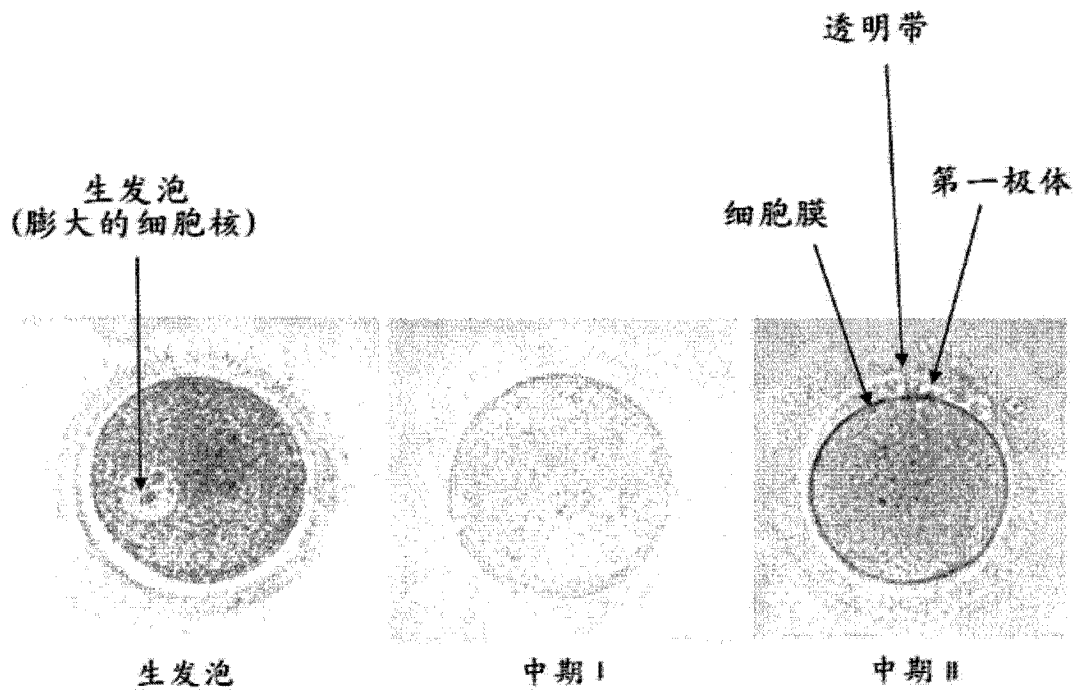 透明带
生发泡
(膨大的细胞核)
细胞膜
第一极体
生发泡
中期 I
中期 II